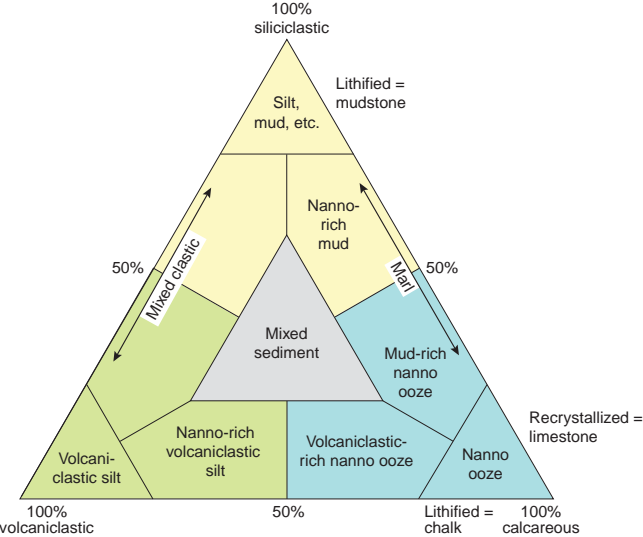 100%
siliciclastic
Lithified =
mudstone
Silt,
mud, etc.
Nanno-
rich
mud
Mixed clastic
Marl
50%
50%
Mixed
sediment
Mud-rich
nanno
ooze
Recrystallized =
limestone
Nanno-rich
volcaniclastic
silt
Volcaniclastic-
rich nanno ooze
Volcani-
clastic silt
Nanno
ooze
100%
volcaniclastic
50%
Lithified =
chalk
100%
calcareous